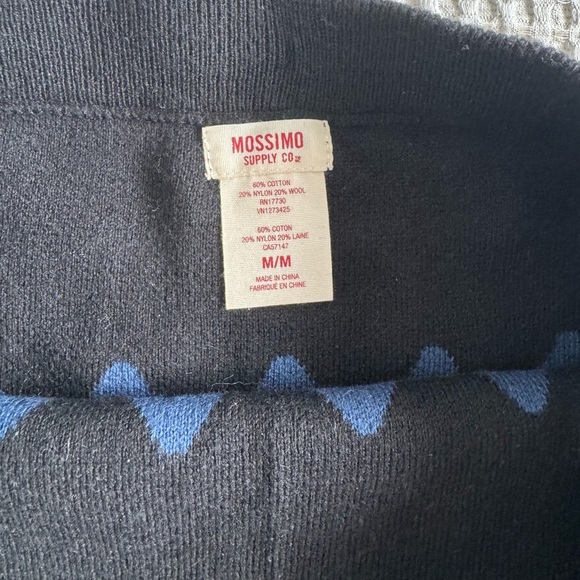 MOSSIMO
SUPPLY CO.
60% COTTON
20% NYLON 20% WOOL
RN17730
VN1273425
60% COTON
20% NYLON 20% LAINE
CA57147
M/M
MADE IN CHINA
FABRIQUÉ EN CHINE